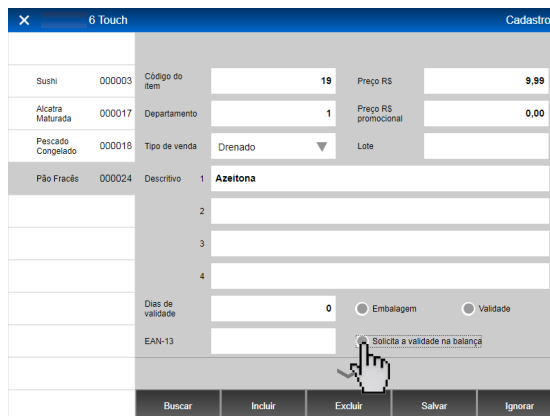 6 Touch Cadastro
Sushi 000003
Alcatra Maturada 000017
Pescado Congelado 000018
Pão Fracês 000024
Código do item 19 Preço R$ 9,99
Departamento 1 Preço R$ promocional 0,00
Tipo de venda Drenado Lote
Descritivo 1 Azeitona
2
3
4
Dias de validade 0 Embalagem Validade
EAN-13 Solicita a validade na balança
Buscar Incluir Excluir Salvar Ignorar